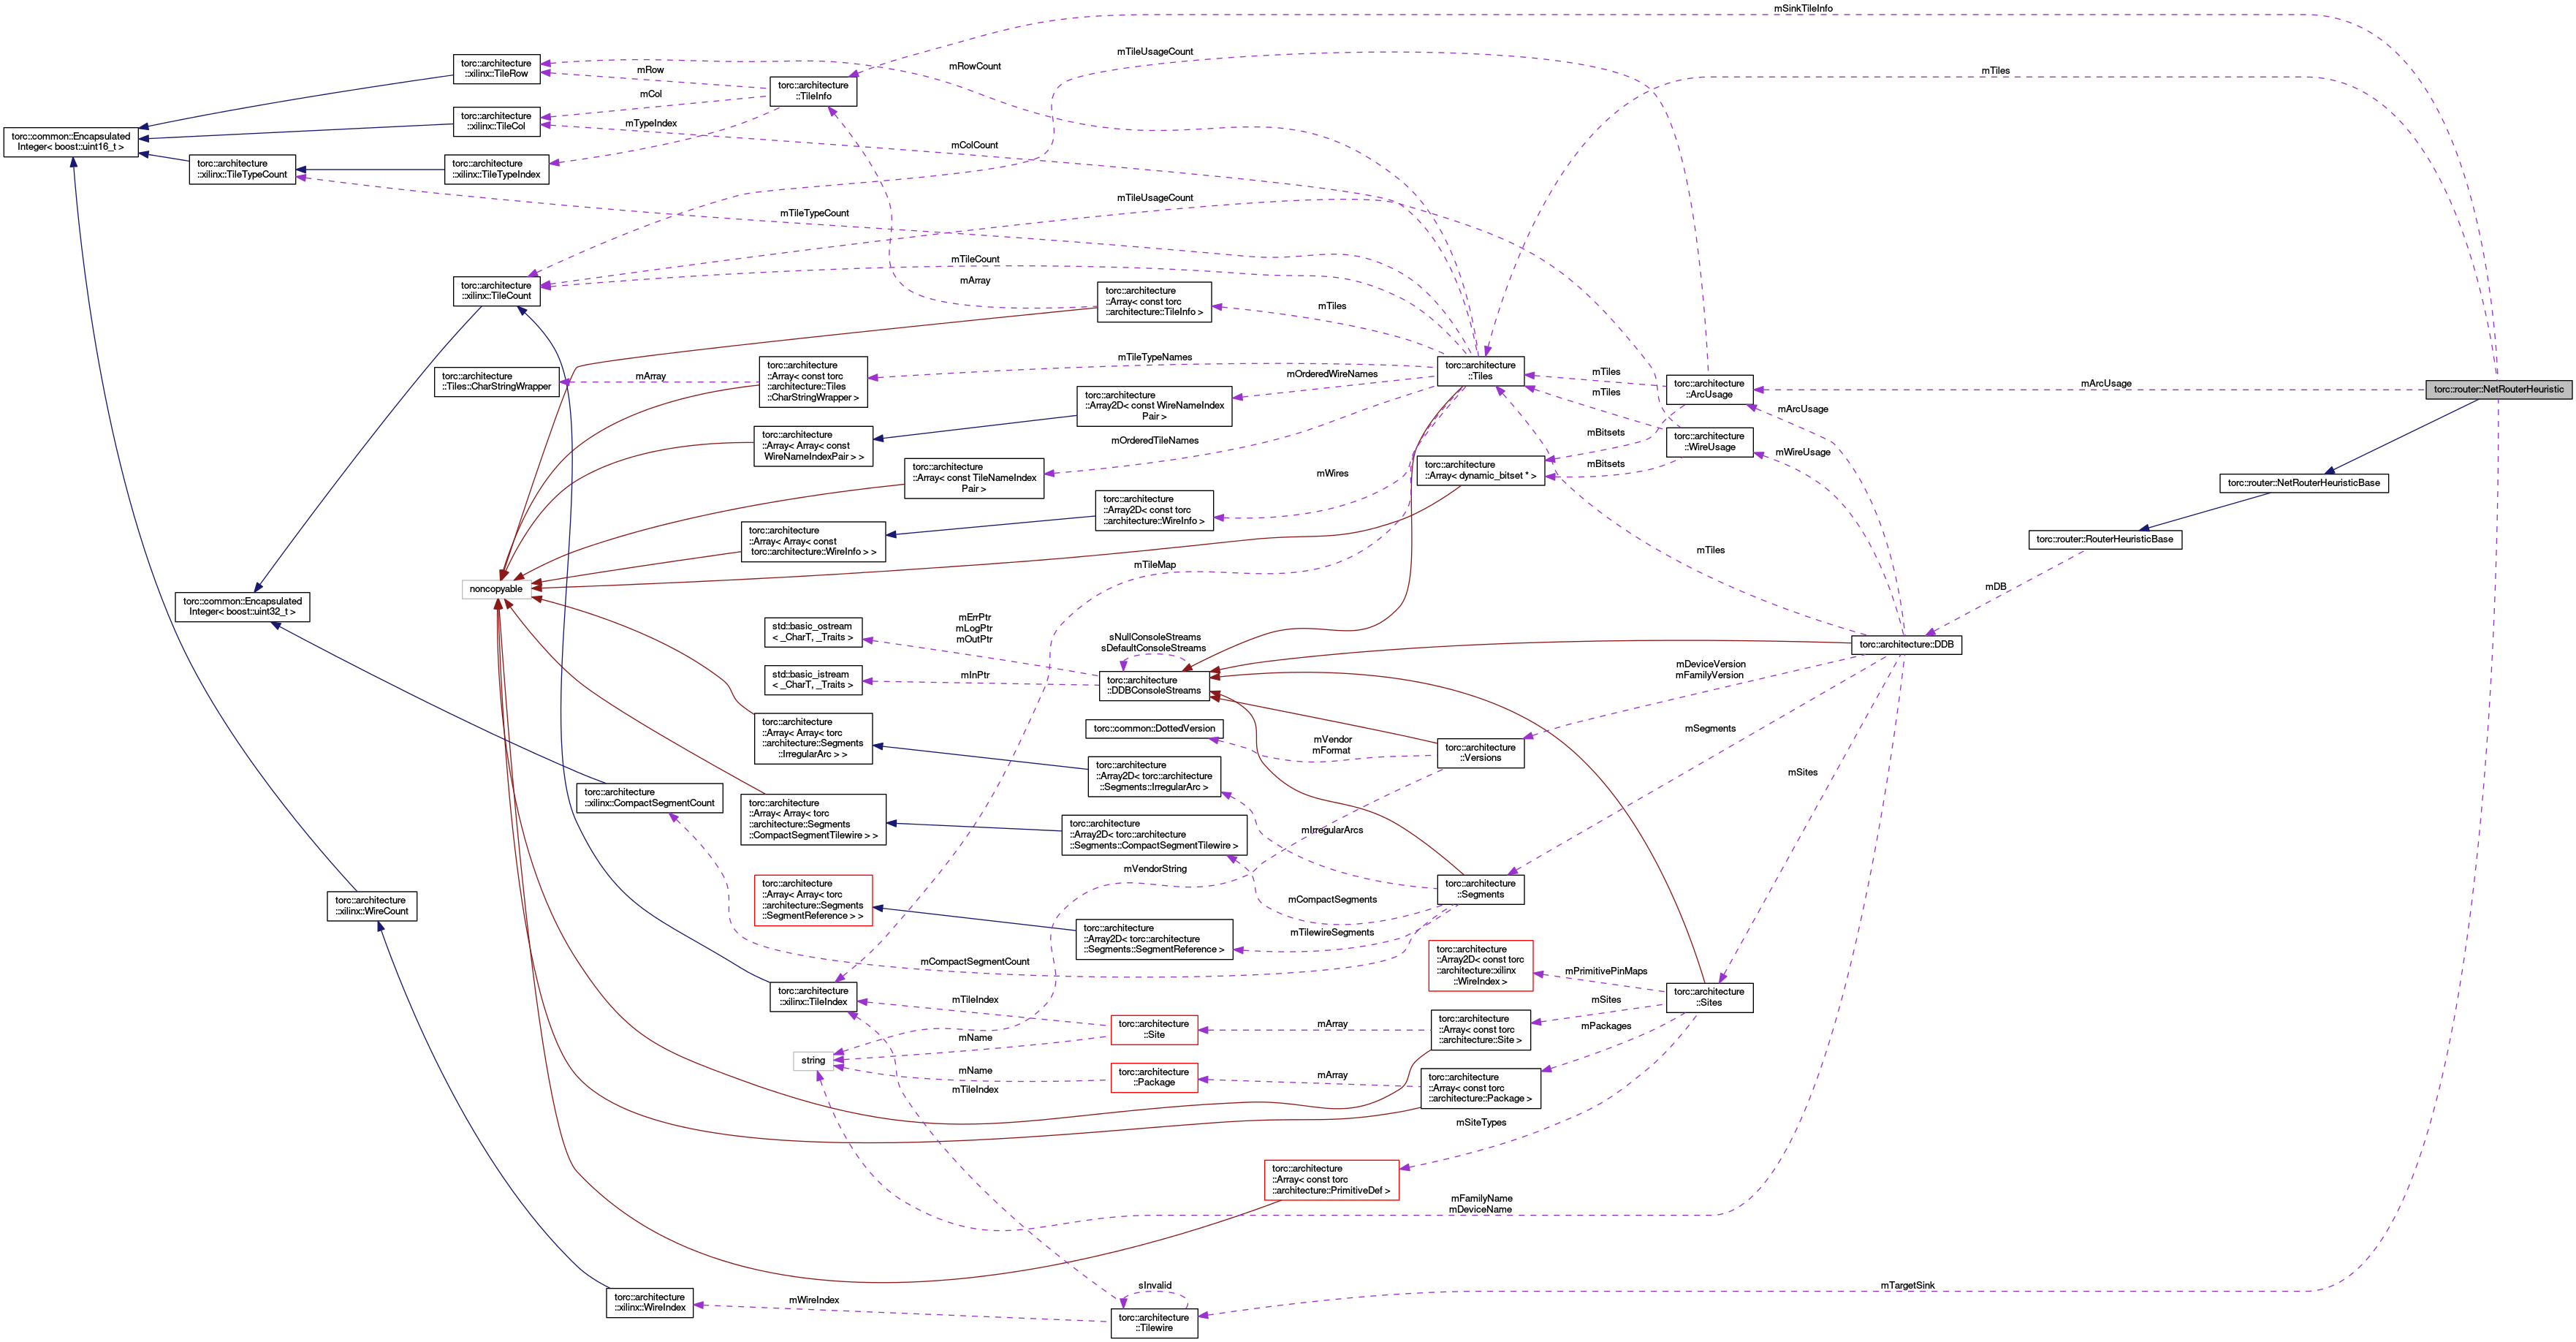 mSinkTileInfo
mTileUsageCount
torc::architecture
::xilinx::TileRow
mRow
mRowCount
mTiles
torc::architecture
::TileInfo
mCol
torc::architecture
::xilinx::TileCol
mTypeIndex
torc::common::Encapsulated
Integer< boost::uint16_t >
mColCount
torc::architecture
::xilinx::TileTypeCount
torc::architecture
::xilinx::TileTypeIndex
mTileUsageCount
mTileTypeCount
mTileCount
mArray
torc::architecture
::xilinx::TileCount
torc::architecture
::Array< const torc
::architecture::TileInfo >
mTiles
mTileTypeNames
torc::architecture
::Tiles::CharStringWrapper
mArray
torc::architecture
::Array< const torc
::architecture::Tiles
::CharStringWrapper >
mOrderedWireNames
torc::architecture
::Tiles
mTiles
mTiles
torc::architecture
::ArcUsage
mArcUsage
torc::router::NetRouterHeuristic
torc::architecture
::Array2D< const WireNameIndex
Pair >
mArcUsage
mOrderedTileNames
torc::architecture
::Array< Array< const
WireNameIndexPair > >
mBitsets
torc::architecture
::WireUsage
mWireUsage
torc::architecture
::Array< const TileNameIndex
Pair >
mWires
torc::architecture
::Array< dynamic_bitset * >
mBitsets
torc::router::NetRouterHeuristicBase
torc::architecture
::Array2D< const torc
::architecture::WireInfo >
torc::architecture
::Array< Array< const
torc::architecture::WireInfo > >
torc::router::RouterHeuristicBase
mTiles
mTileMap
noncopyable
mDB
torc::common::Encapsulated
Integer< boost::uint32_t >
std::basic_ostream
< _CharT, _Traits >
mErrPtr
mLogPtr
mOutPtr
sNullConsoleStreams
sDefaultConsoleStreams
torc::architecture::DDB
std::basic_istream
< _CharT, _Traits >
mInPtr
torc::architecture
::DDBConsoleStreams
mDeviceVersion
mFamilyVersion
torc::common::DottedVersion
mVendor
mFormat
torc::architecture
::Versions
mSegments
torc::architecture
::Array< Array< torc
::architecture::Segments
::IrregularArc > >
torc::architecture
::Array2D< torc::architecture
::Segments::IrregularArc >
mSites
torc::architecture
::xilinx::CompactSegmentCount
torc::architecture
::Array< Array< torc
::architecture::Segments
::CompactSegmentTilewire > >
torc::architecture
::Array2D< torc::architecture
::Segments::CompactSegmentTilewire >
mIrregularArcs
mVendorString
torc::architecture
::Array< Array< torc
::architecture::Segments
::SegmentReference > >
torc::architecture
::Segments
mCompactSegments
torc::architecture
::xilinx::WireCount
torc::architecture
::Array2D< torc::architecture
::Segments::SegmentReference >
mTilewireSegments
mCompactSegmentCount
torc::architecture
::Array2D< const torc
::architecture::xilinx
::WireIndex >
mPrimitivePinMaps
torc::architecture
::Sites
torc::architecture
::xilinx::TileIndex
mTileIndex
mSites
torc::architecture
::Site
mArray
torc::architecture
::Array< const torc
::architecture::Site >
mPackages
mName
string
mName
torc::architecture
::Package
mArray
torc::architecture
::Array< const torc
::architecture::Package >
mTileIndex
mSiteTypes
torc::architecture
::Array< const torc
::architecture::PrimitiveDef >
mFamilyName
mDeviceName
sInvalid
mTargetSink
torc::architecture
::xilinx::WireIndex
mWireIndex
torc::architecture
::Tilewire